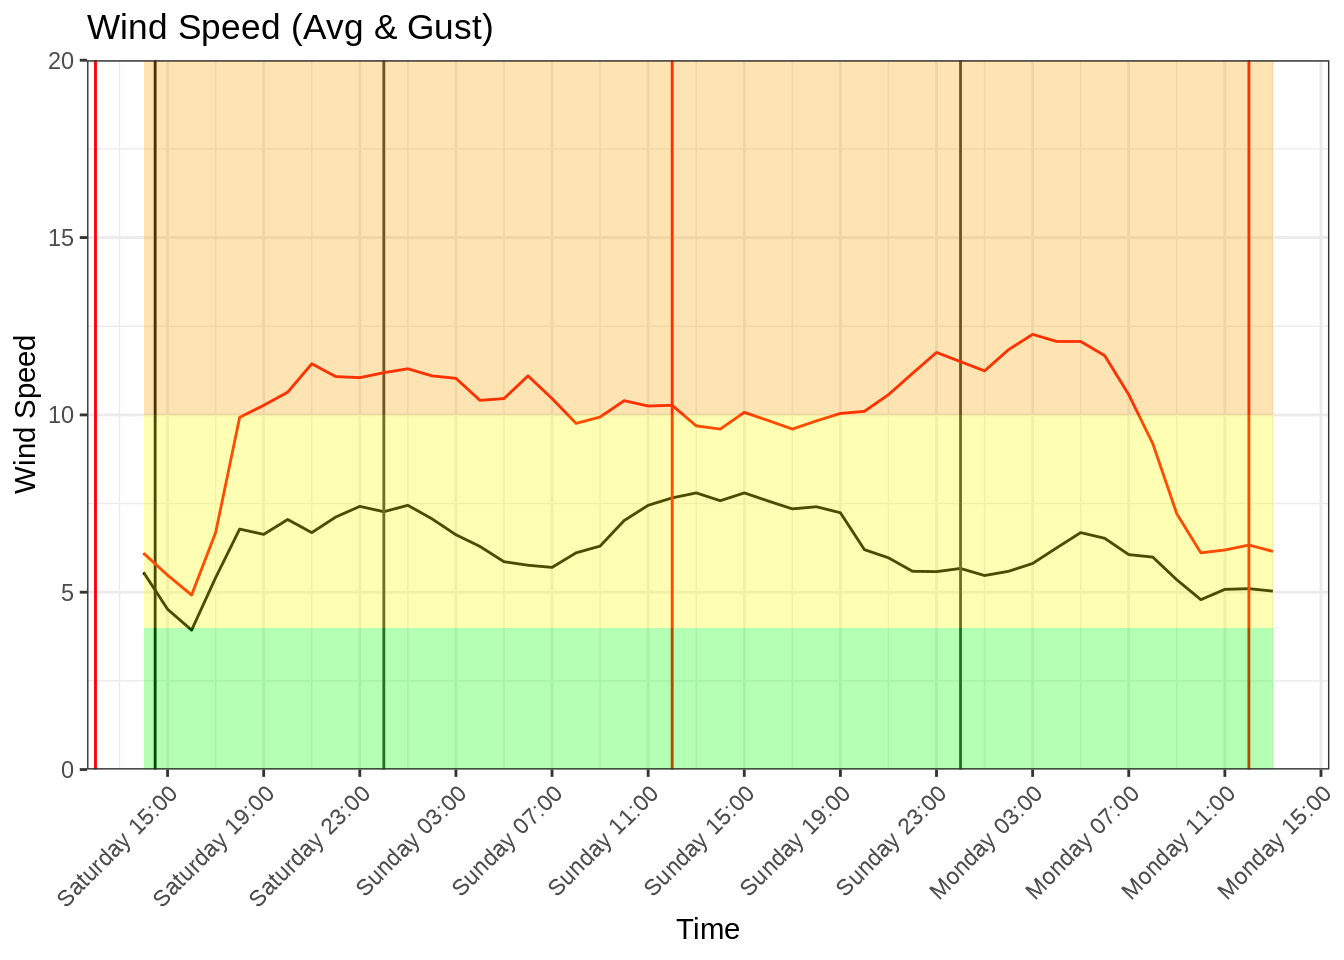 Wind Speed (Avg & Gust)
20
15
10
5
0
Wind Speed
Saturday 15:00
Saturday 19:00
Saturday 23:00
Sunday 03:00
Sunday 07:00
Sunday 11:00
Sunday 15:00
Sunday 19:00
Sunday 23:00
Monday 03:00
Monday 07:00
Monday 11:00
Monday 15:00
Time